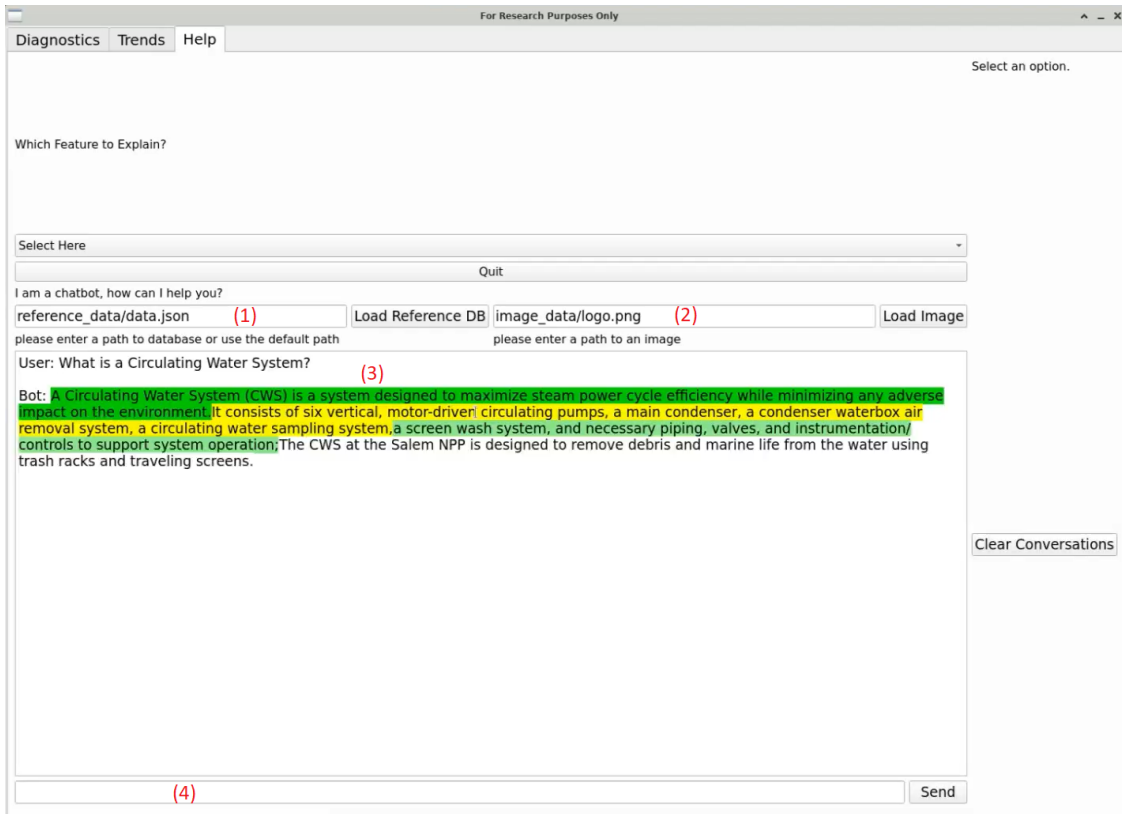 For Research Purposes Only
Diagnostics Trends Help
Select an option.
Which Feature to Explain?
Select Here
Quit
I am a chatbot, how can I help you?
reference_data/data.json (1) Load Reference DB image_data/logo.png (2) Load Image
please enter a path to database or use the default path please enter a path to an image
User: What is a Circulating Water System?
(3)
Bot: A Circulating Water System (CWS) is a system designed to maximize steam power cycle efficiency while minimizing any adverse
impact on the environment.It consists of six vertical, motor-driven circulating pumps, a main condenser, a condenser waterbox air
removal system, a circulating water sampling system,a screen wash system, and necessary piping, valves, and instrumentation/
controls to support system operation;The CWS at the Salem NPP is designed to remove debris and marine life from the water using
trash racks and traveling screens.
Clear Conversations
(4) Send